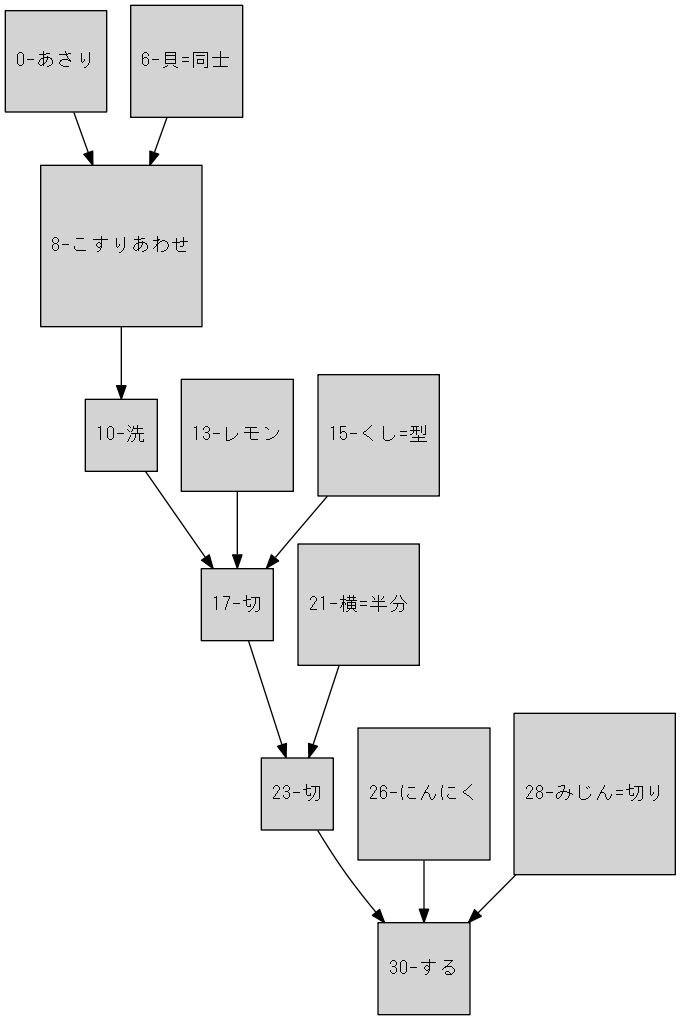 0-あさり
6-貝=同士
8-こすりあわせ
10-洗
13-レモン
15-くし=型
17-切
21-横=半分
23-切
26-にんにく
28-みじん=切り
30-する